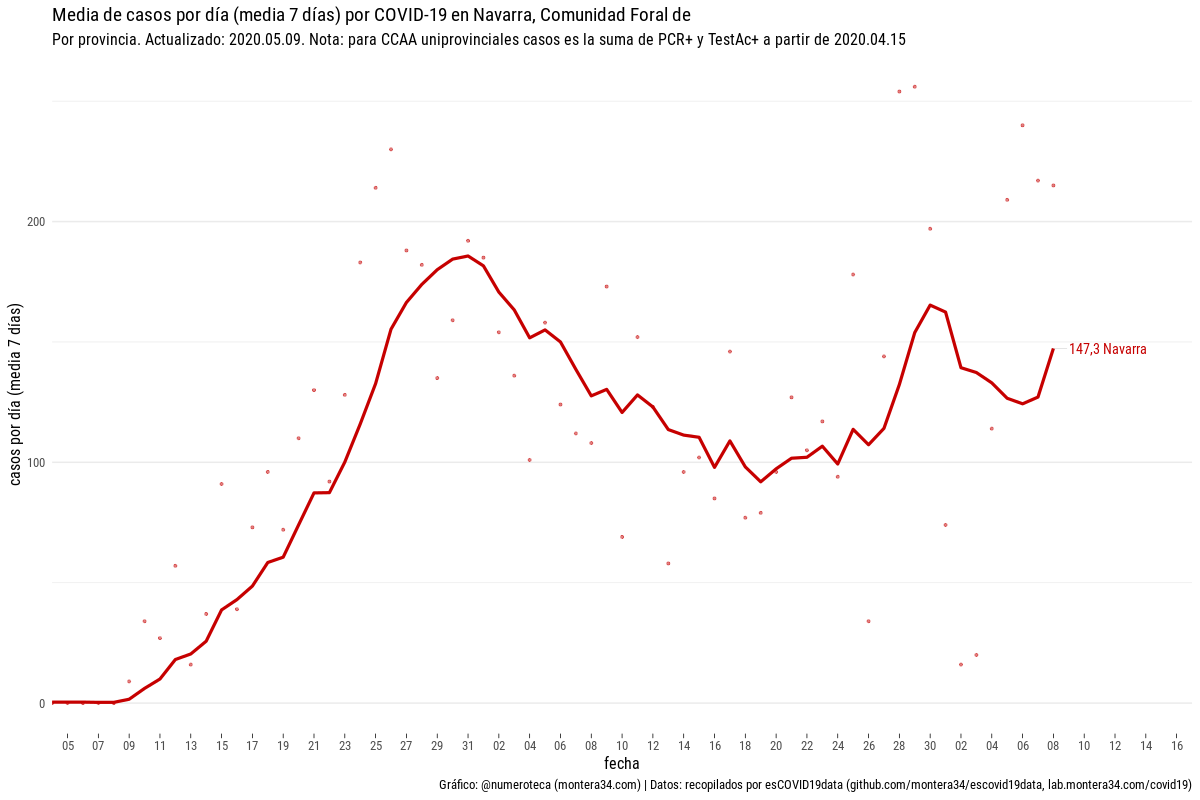 Media de casos por día (media 7 días) por COVID-19 en Navarra, Comunidad Foral de
Por provincia. Actualizado: 2020.05.09. Nota: para CCAA uniprovinciales casos es la suma de PCR+ y TestAc+ a partir de 2020.04.15
casos por día (media 7 días)
200
100
0
147,3 Navarra
05 07 09 11 13 15 17 19 21 23 25 27 29 31 02 04 06 08 10 12 14 16 18 20 22 24 26 28 30 02 04 06 08 10 12 14 16
fecha
Gráfico: @numeroteca (montera34.com) | Datos: recopilados por esCOVID19data (github.com/montera34/escovid19data, lab.montera34.com/covid19)